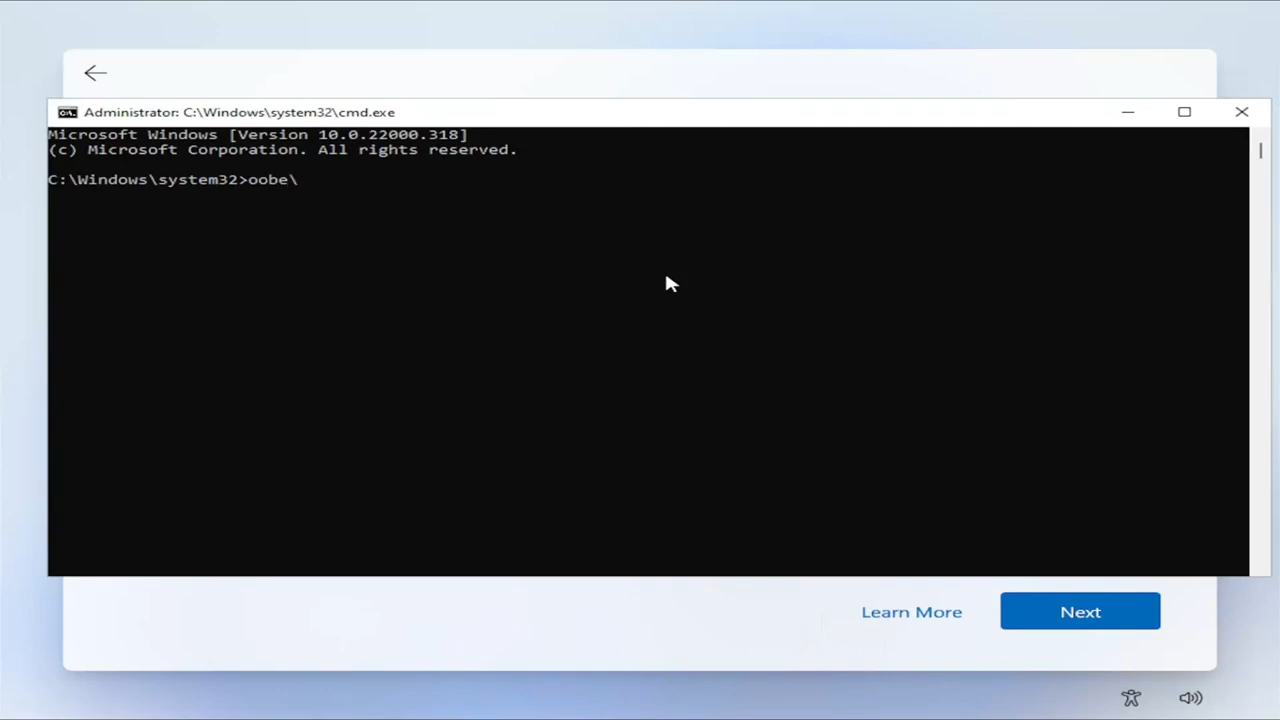 Administrator: C:\Windows\system32\cmd.exe
Microsoft Windows [Version 10.0.22000.318]
(c) Microsoft Corporation. All rights reserved.
C:\Windows\system32>oobe\
Learn More
Next